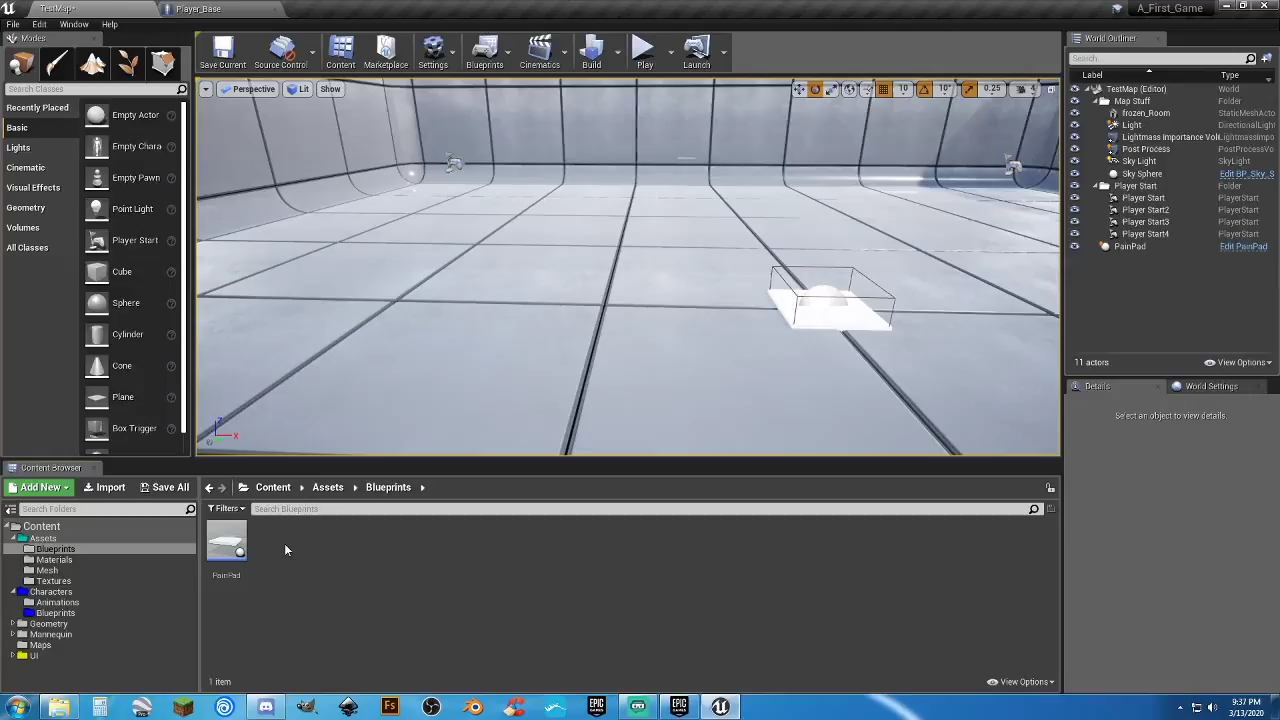 TestMap*
Player_Base
A_First_Game
File Edit Window Help
Modes
Search Classes
Recently Placed
Basic
Lights
Cinematic
Visual Effects
Geometry
Volumes
All Classes
Empty Actor
Empty Chara
Empty Pawn
Point Light
Player Start
Cube
Sphere
Cylinder
Cone
Plane
Box Trigger
Save Current Source Control Content Marketplace Settings Blueprints Cinematics Build Play Launch
Perspective Lit Show
10 10° 0.25 4
X
Z
World Outliner
Search
Label Type
TestMap (Editor) World
Map Stuff Folder
frozen_Room StaticMeshActo
Light DirectionalLigh
Lightmass Importance Volu LightmassImpo
Post Process PostProcessVo
Sky Light SkyLight
Sky Sphere Edit BP_Sky_S
Player Start Folder
Player Start PlayerStart
Player Start2 PlayerStart
Player Start3 PlayerStart
Player Start4 PlayerStart
PainPad Edit PainPad
11 actors View Options
Details World Settings
Select an object to view details.
Content Browser
Add New Import Save All
Content Assets Blueprints
Search Folders
Filters Search Blueprints
Content
Assets
Blueprints
Materials
Mesh
Textures
Characters
Animations
Blueprints
Geometry
Mannequin
Maps
UI
PainPad
1 item View Options
Fs
EPIC GAMES
EPIC GAMES
9:37 PM
3/13/2020